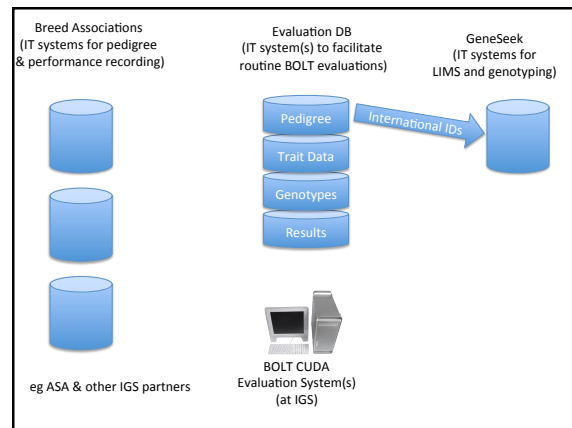 Breed Associations
(IT systems for pedigree
& performance recording)
Evaluation DB
(IT system(s) to facilitate
routine BOLT evaluations)
GeneSeek
(IT systems for
LIMS and genotyping)
Pedigree
International IDs
Trait Data
Genotypes
Results
BOLT CUDA
Evaluation System(s)
(at IGS)
eg ASA & other IGS partners